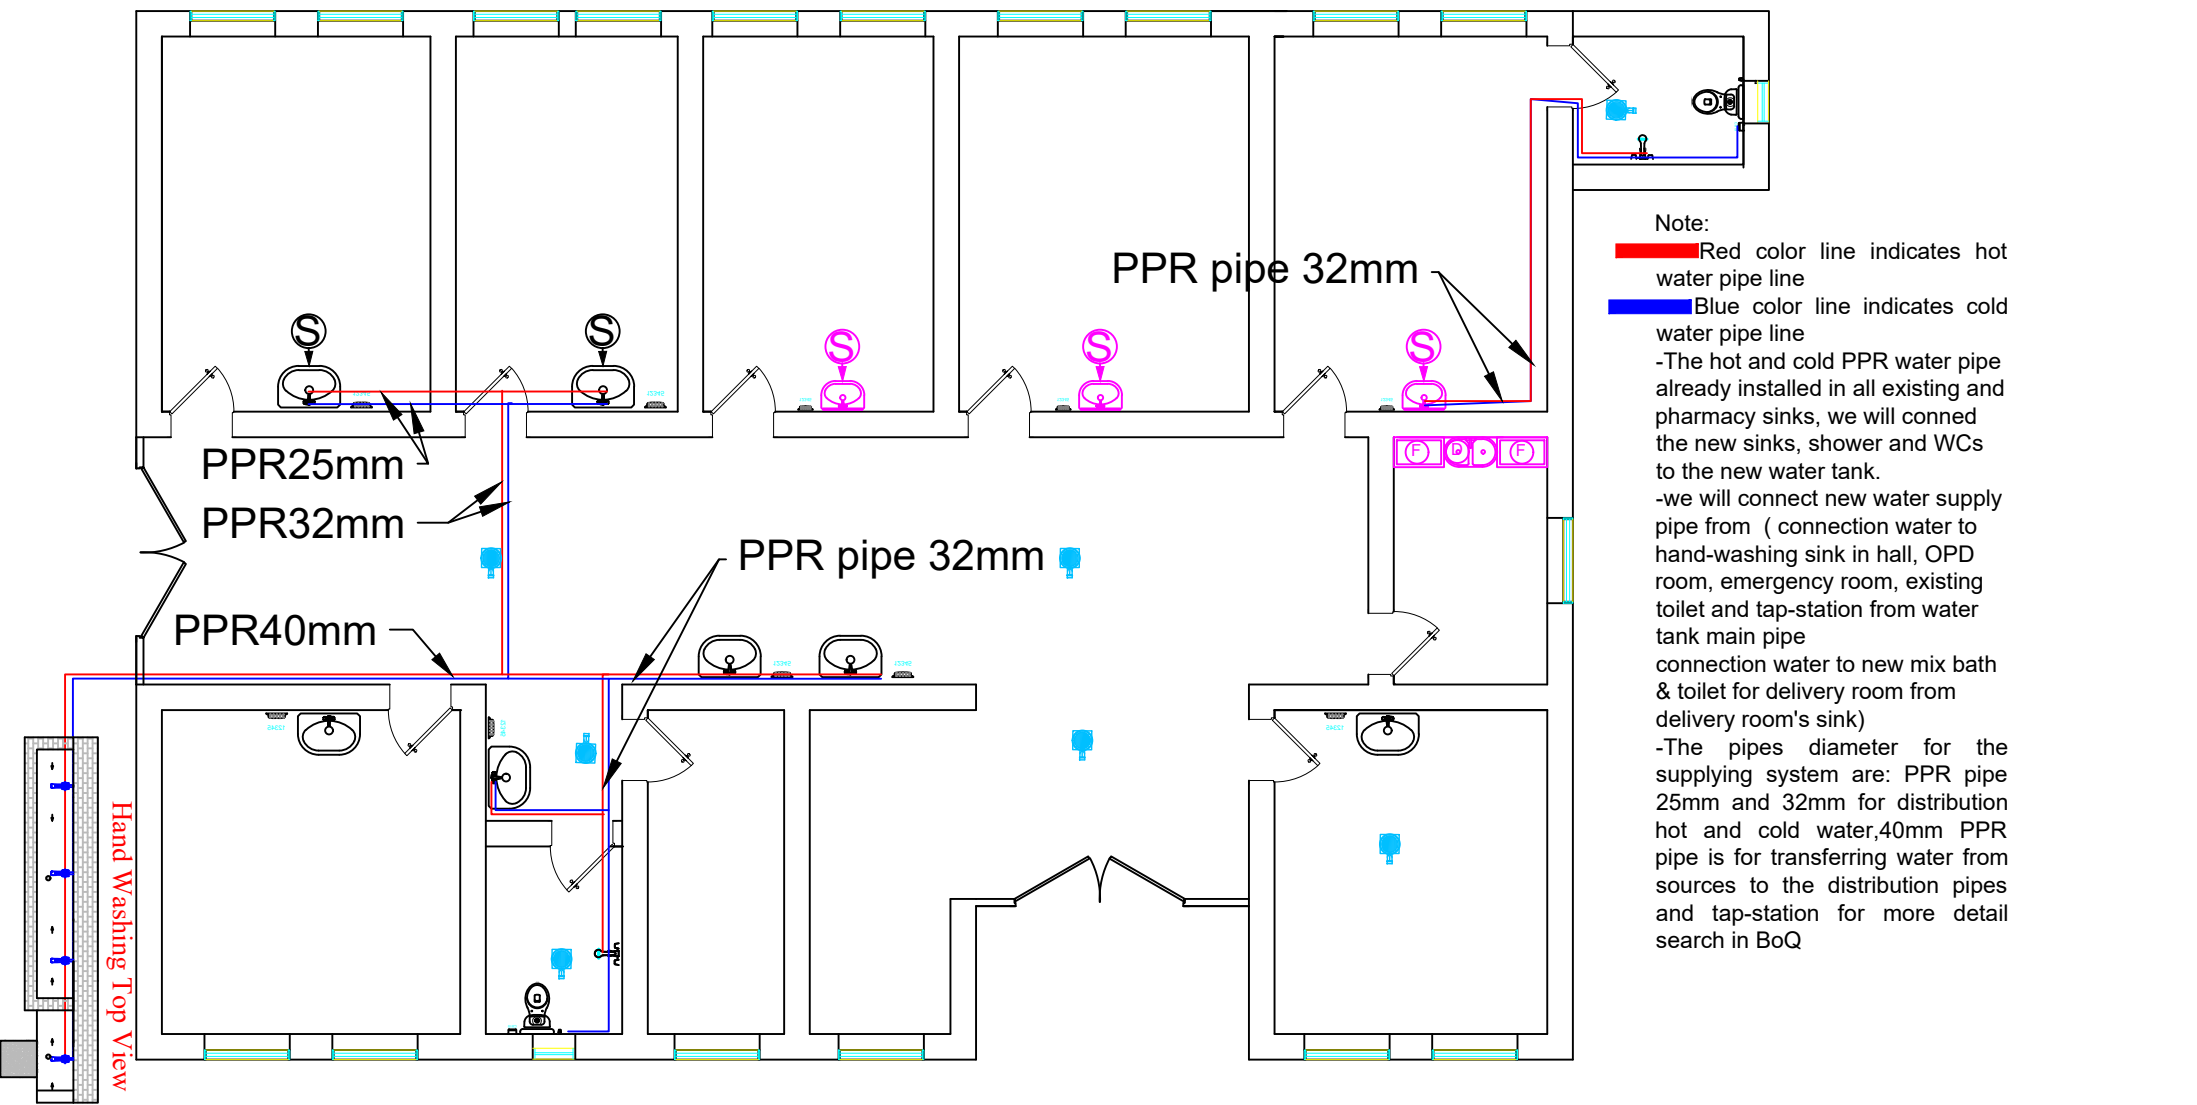 S
S
S
S
S
PPR pipe 32mm
PPR25mm
PPR32mm
PPR pipe 32mm
PPR40mm
F
D
F
Hand Washing Top View
12345
12345
12345
12345
12345
Note:
Red color line indicates hot
water pipe line
Blue color line indicates cold
water pipe line
-The hot and cold PPR water pipe
already installed in all existing and
pharmacy sinks, we will conned
the new sinks, shower and WCs
to the new water tank.
-we will connect new water supply
pipe from ( connection water to
hand-washing sink in hall, OPD
room, emergency room, existing
toilet and tap-station from water
tank main pipe
connection water to new mix bath
& toilet for delivery room from
delivery room's sink)
-The pipes diameter for the
supplying system are: PPR pipe
25mm and 32mm for distribution
hot and cold water,40mm PPR
pipe is for transferring water from
sources to the distribution pipes
and tap-station for more detail
search in BoQ